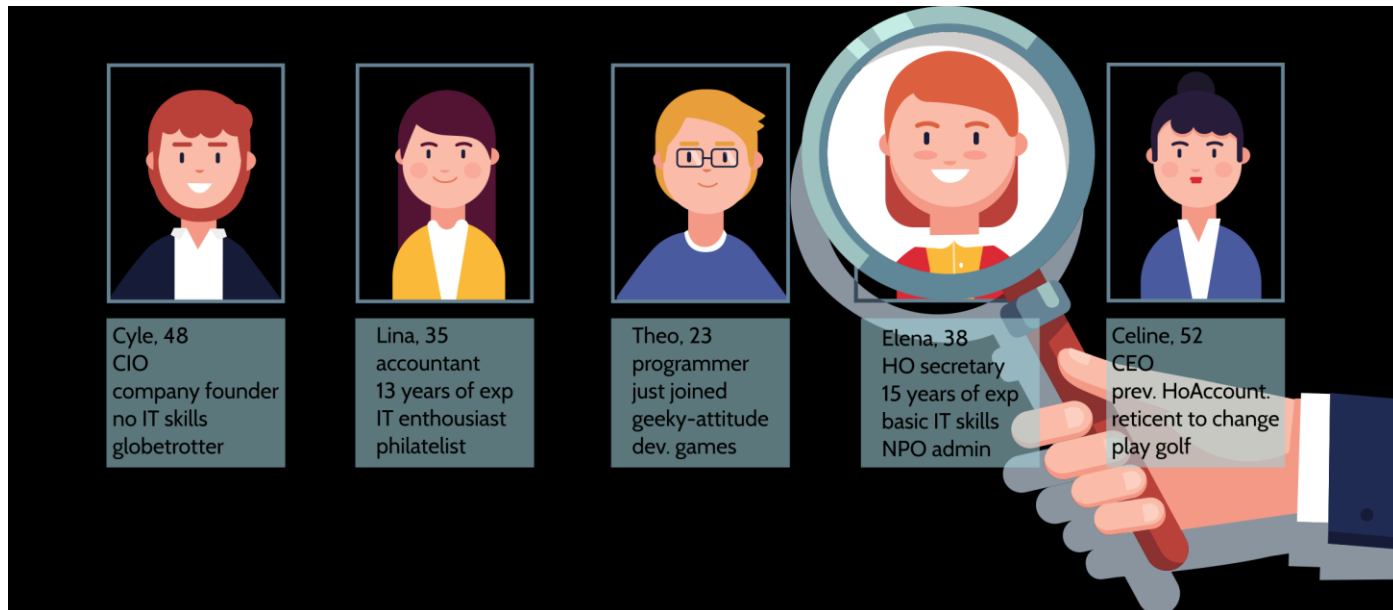 Cyle, 48
CIO
company founder
no IT skills
globetrotter
Lina, 35
accountant
13 years of exp
IT enthousiast
philatelist
Theo, 23
programmer
just joined
geeky-attitude
dev. games
Elena, 38
HO secretary
15 years of exp
basic IT skills
NPO admin
Celine, 52
CEO
prev. HoAccount.
reticent to change
play golf